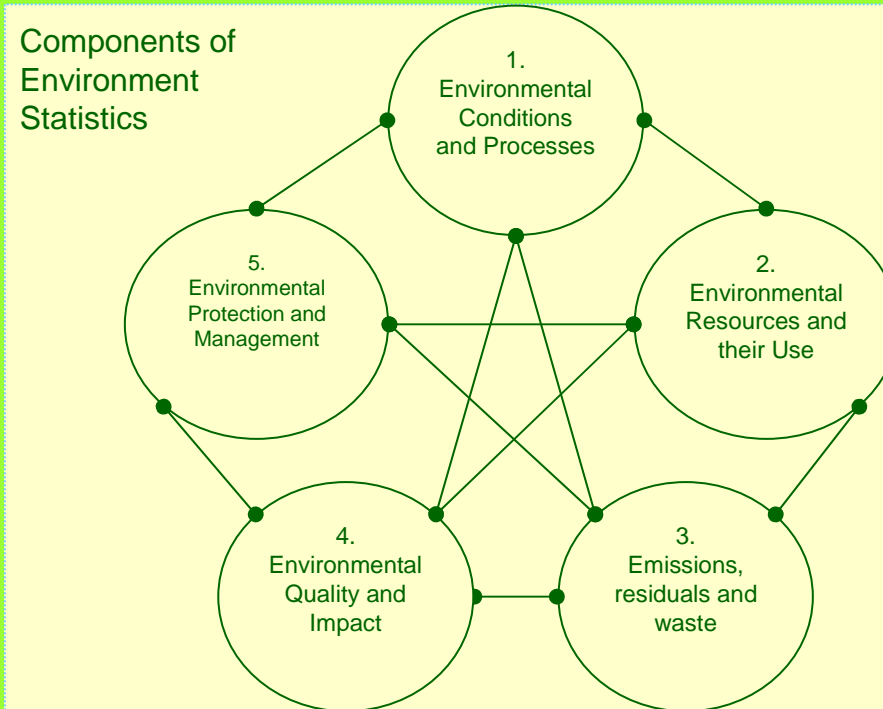 Components of
Environment
Statistics
1.
Environmental
Conditions
and Processes
2.
Environmental
Resources and
their Use
3.
Emissions,
residuals and
waste
4.
Environmental
Quality and
Impact
5.
Environmental
Protection and
Management